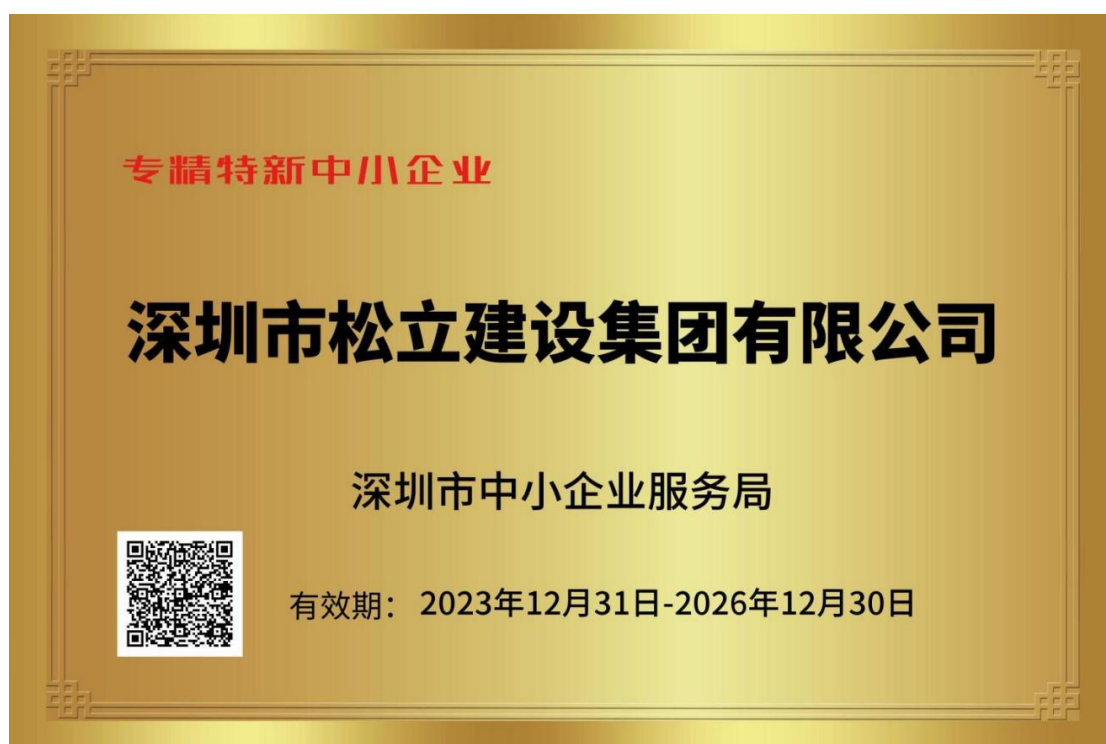 专精特新中小企业
深圳市松立建设集团有限公司
深圳市中小企业服务局
有效期：2023年12月31日-2026年12月30日